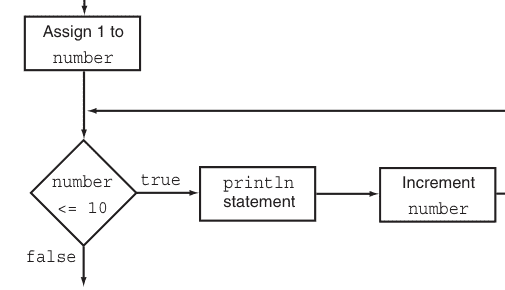 Assign 1 to
number
number
<= 10
true
println
statement
Increment
number
false